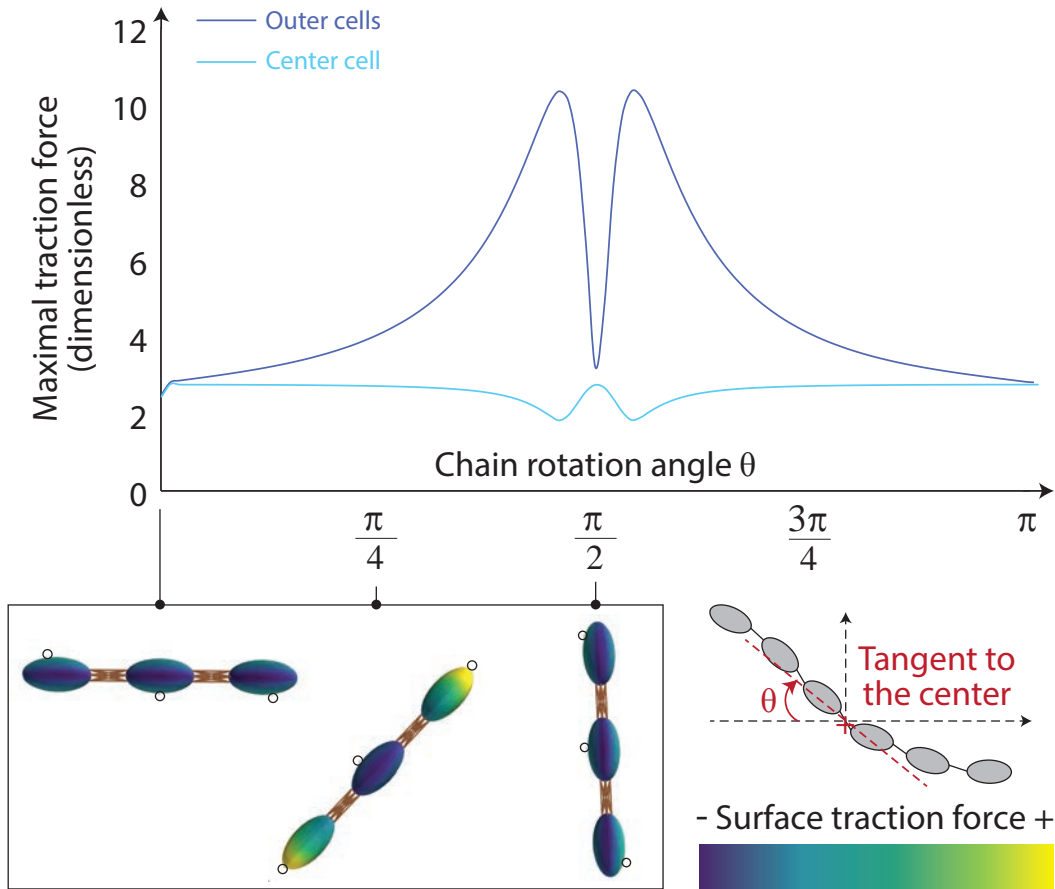 12
Outer cells
Center cell
10
8
6
4
2
0
Maximal traction force
(dimensionless)
Chain rotation angle θ
π
4
π
2
3π
4
π
Tangent to
the center
θ
- Surface traction force +